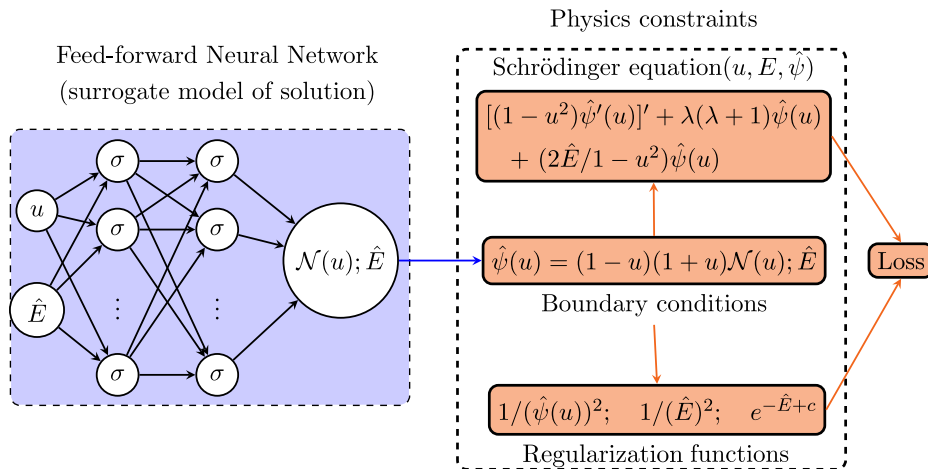 Physics constraints
Feed-forward Neural Network
(surrogate model of solution)
Schrödinger equation(u, E, ψ̂)
[(1 − u²)ψ̂′(u)]′ + λ(λ + 1)ψ̂(u)
+ (2Ê/1 − u²)ψ̂(u)
σ
σ
u
σ
σ
Ê
⋮
⋮
σ
σ
𝒩(u); Ê
ψ̂(u) = (1 − u)(1 + u)𝒩(u); Ê
Boundary conditions
Loss
1/(ψ̂(u))²; 1/(Ê)²; e^{−Ê+c}
Regularization functions